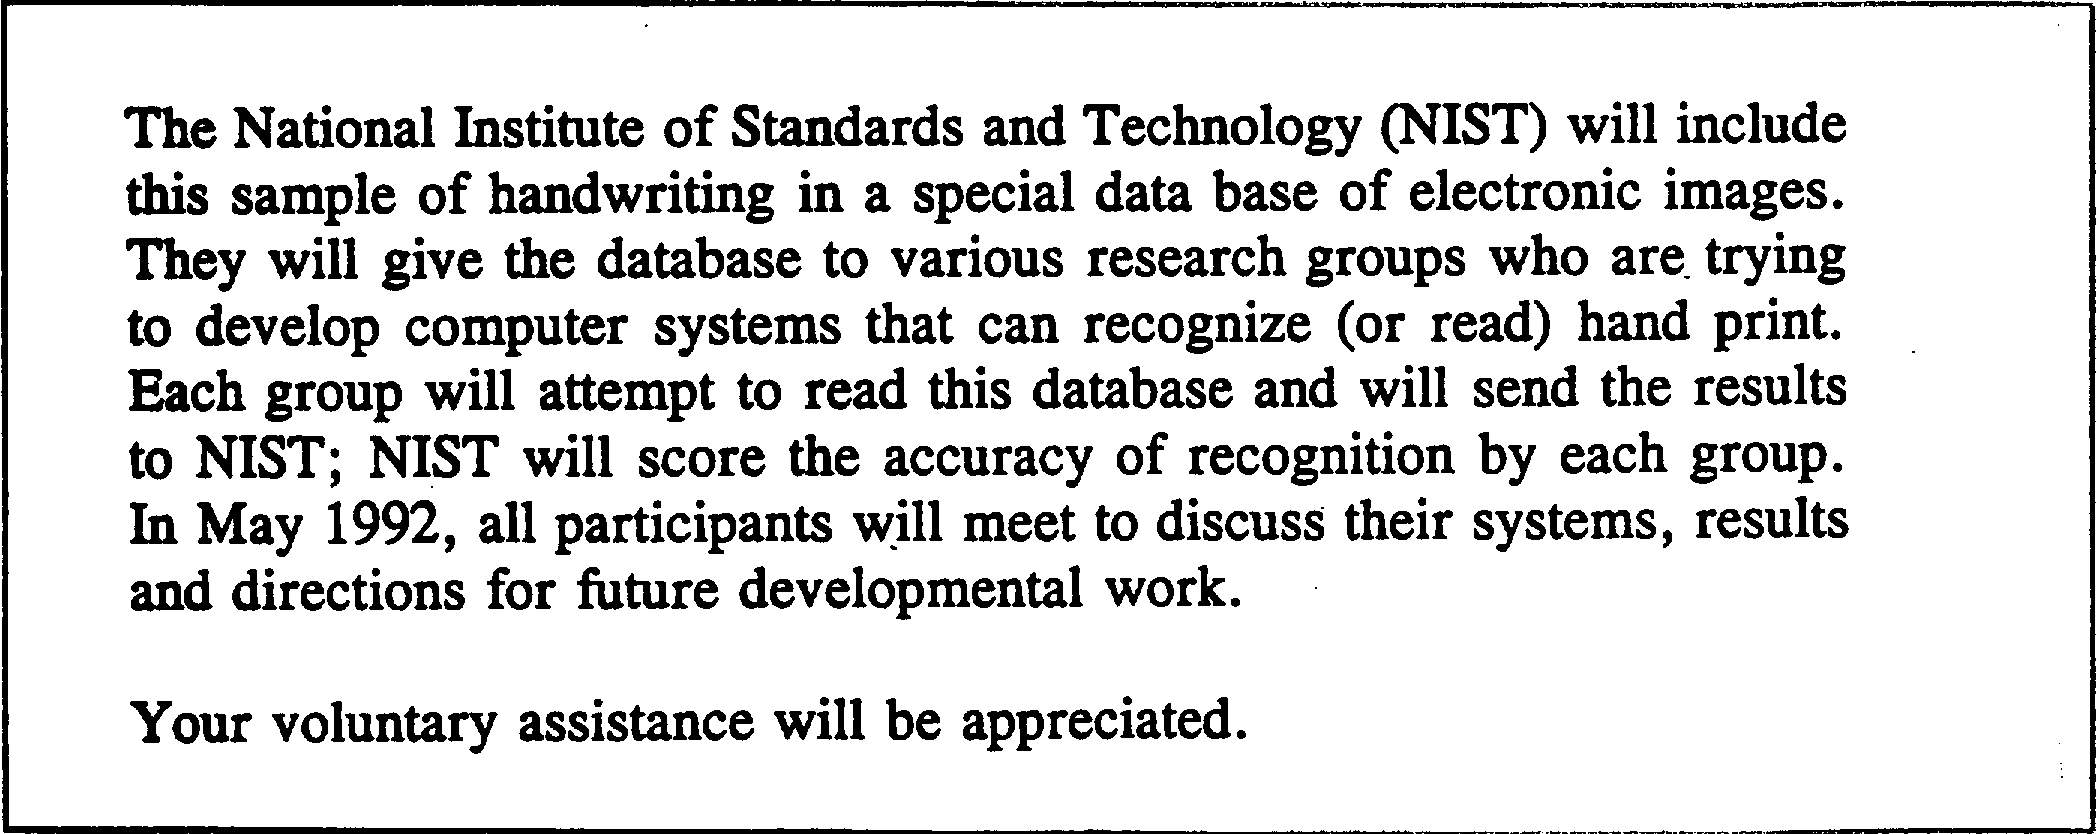 The National Institute of Standards and Technology (NIST) will include
this sample of handwriting in a special data base of electronic images.
They will give the database to various research groups who are trying
to develop computer systems that can recognize (or read) hand print.
Each group will attempt to read this database and will send the results
to NIST; NIST will score the accuracy of recognition by each group.
In May 1992, all participants will meet to discuss their systems, results
and directions for future developmental work.
Your voluntary assistance will be appreciated.